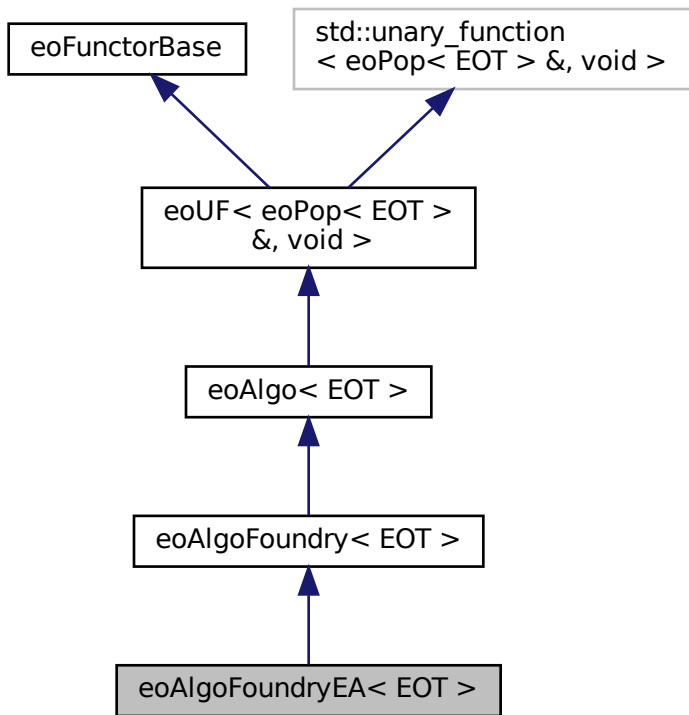 eoFunctorBase
std::unary_function
< eoPop< EOT > &, void >
eoUF< eoPop< EOT >
&, void >
eoAlgo< EOT >
eoAlgoFoundry< EOT >
eoAlgoFoundryEA< EOT >